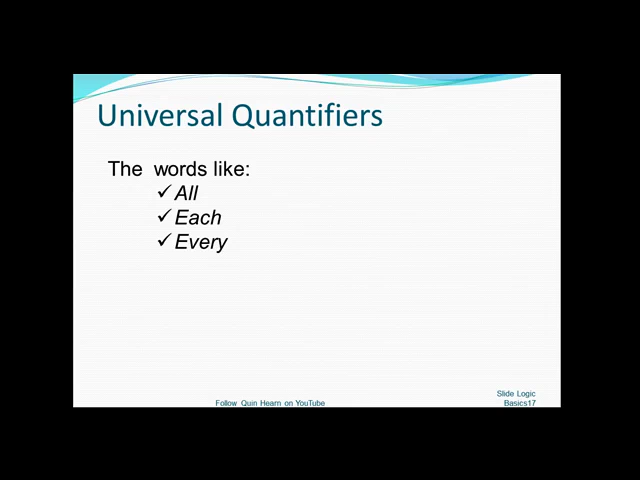 Universal Quantifiers
The words like:
✓ All
✓ Each
✓ Every
Slide Logic
Follow Quin Hearn on YouTube
Basics17